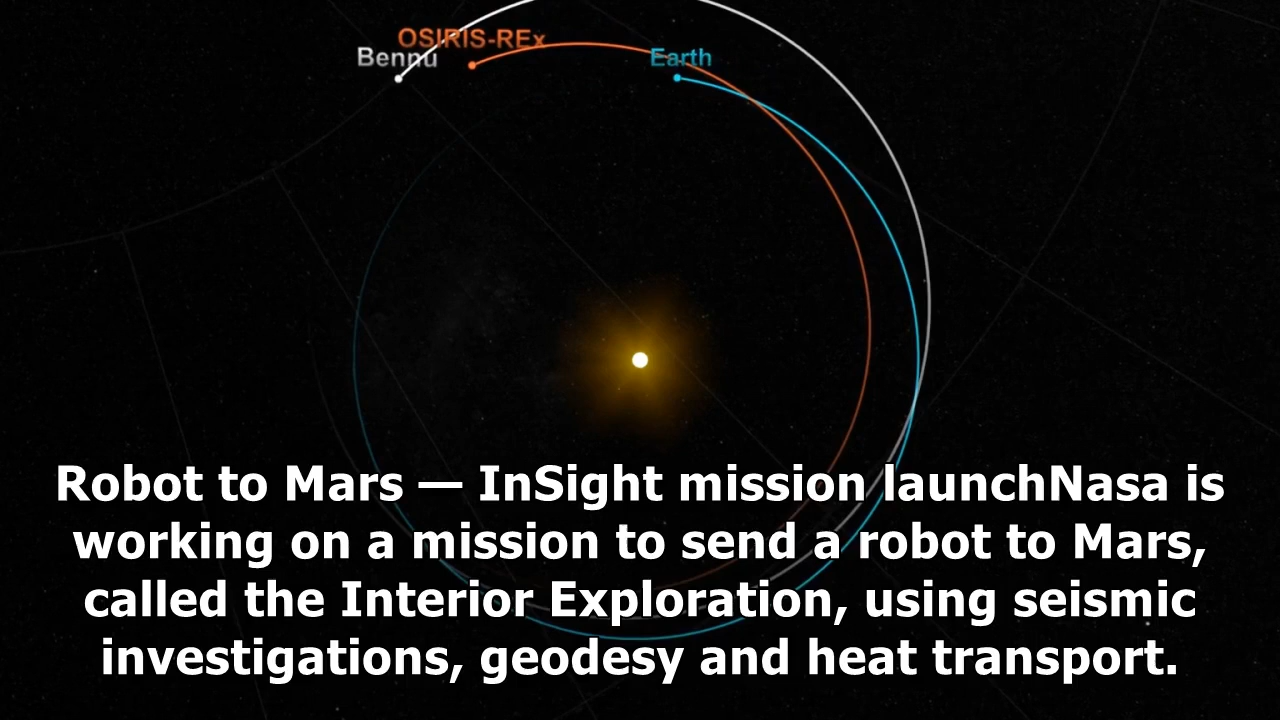 OSIRIS-REx
Bennu
Earth
Robot to Mars — InSight mission launchNasa is
working on a mission to send a robot to Mars,
called the Interior Exploration, using seismic
investigations, geodesy and heat transport.